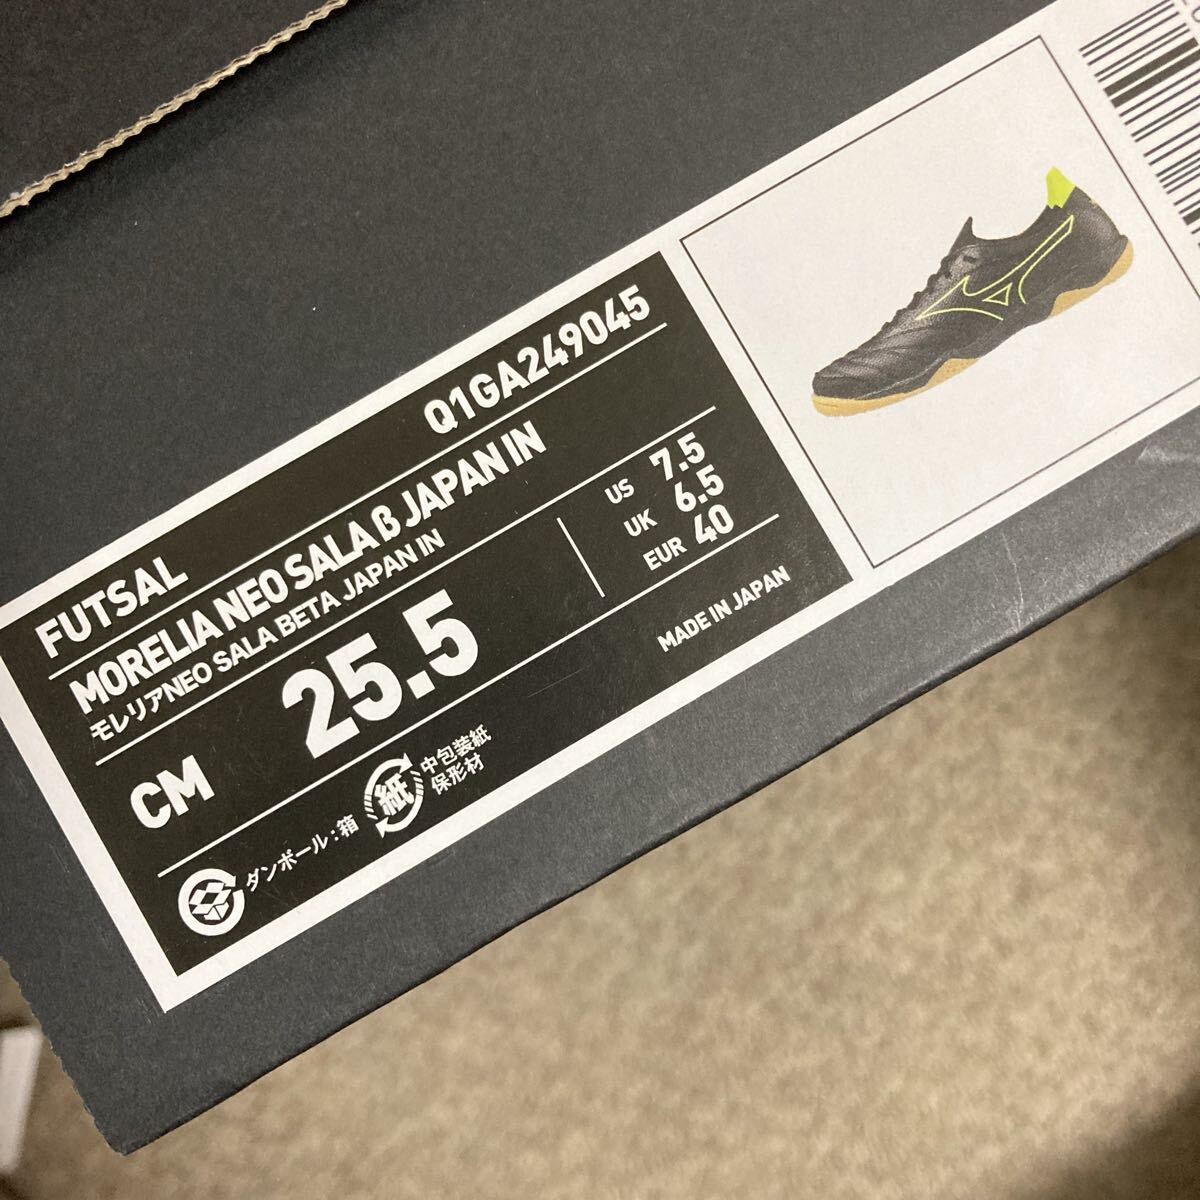 FUTSAL Q1GA249045
MORELIA NEO SALA β JAPAN IN
モレリアNEO SALA BETA JAPAN IN
CM 25.5
US 7.5
UK 6.5
EUR 40
MADE IN JAPAN
ダンボール:箱
紙
中包装紙
保形材